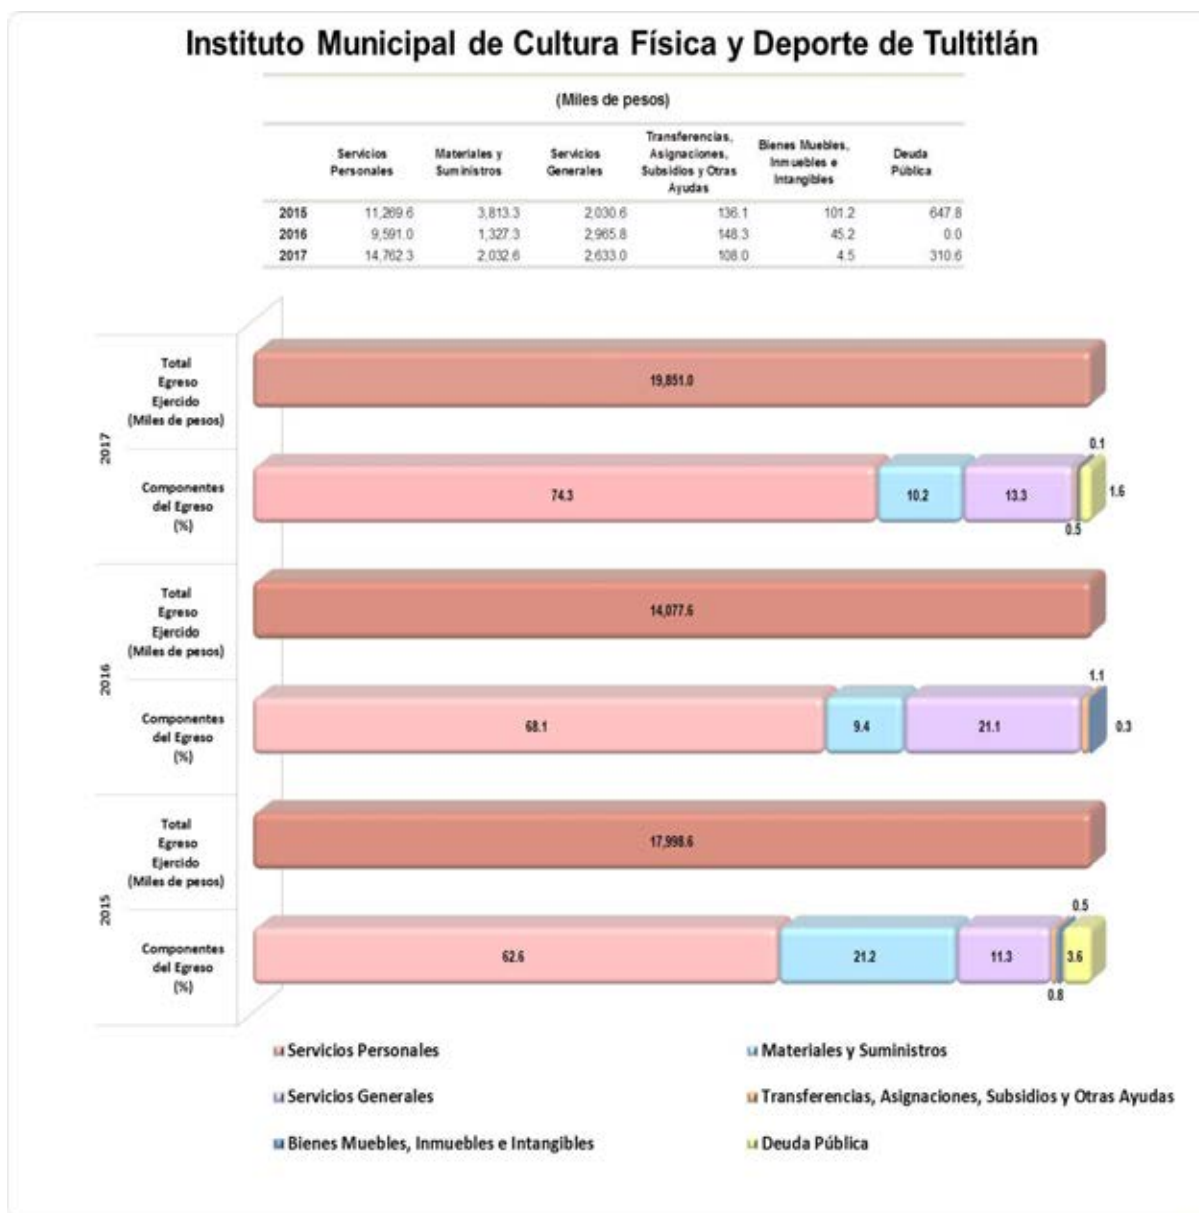 Instituto Municipal de Cultura Física y Deporte de Tultitlán
(Miles de pesos)
Servicios Personales
Materiales y Suministros
Servicios Generales
Transferencias, Asignaciones, Subsidios y Otras Ayudas
Bienes Muebles, Inmuebles e Intangibles
Deuda Pública
2015 11,269.6 3,813.3 2,030.6 136.1 101.2 647.8
2016 9,591.0 1,327.3 2,965.8 148.3 45.2 0.0
2017 14,762.3 2,032.6 2,633.0 108.0 4.5 310.6
2017
Total
Egreso
Ejercido
(Miles de pesos)
19,851.0
Componentes
del Egreso
(%)
74.3 10.2 13.3 0.5 0.1 1.6
2016
Total
Egreso
Ejercido
(Miles de pesos)
14,077.6
Componentes
del Egreso
(%)
68.1 9.4 21.1 1.1 0.3
2015
Total
Egreso
Ejercido
(Miles de pesos)
17,998.6
Componentes
del Egreso
(%)
62.6 21.2 11.3 0.8 0.5 3.6
Servicios Personales
Materiales y Suministros
Servicios Generales
Transferencias, Asignaciones, Subsidios y Otras Ayudas
Bienes Muebles, Inmuebles e Intangibles
Deuda Pública